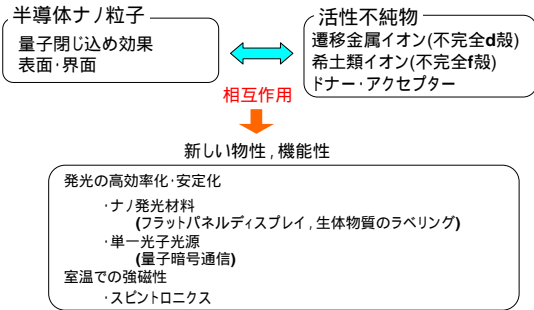 半導体ナノ粒子
量子閉じ込め効果
表面・界面
活性不純物
遷移金属イオン(不完全d殻)
希土類イオン(不完全f殻)
ドナー・アクセプター
相互作用
新しい物性,機能性
発光の高効率化・安定化
・ナノ発光材料
(フラットパネルディスプレイ,生体物質のラベリング)
・単一光子光源
(量子暗号通信)
室温での強磁性
・スピントロニクス